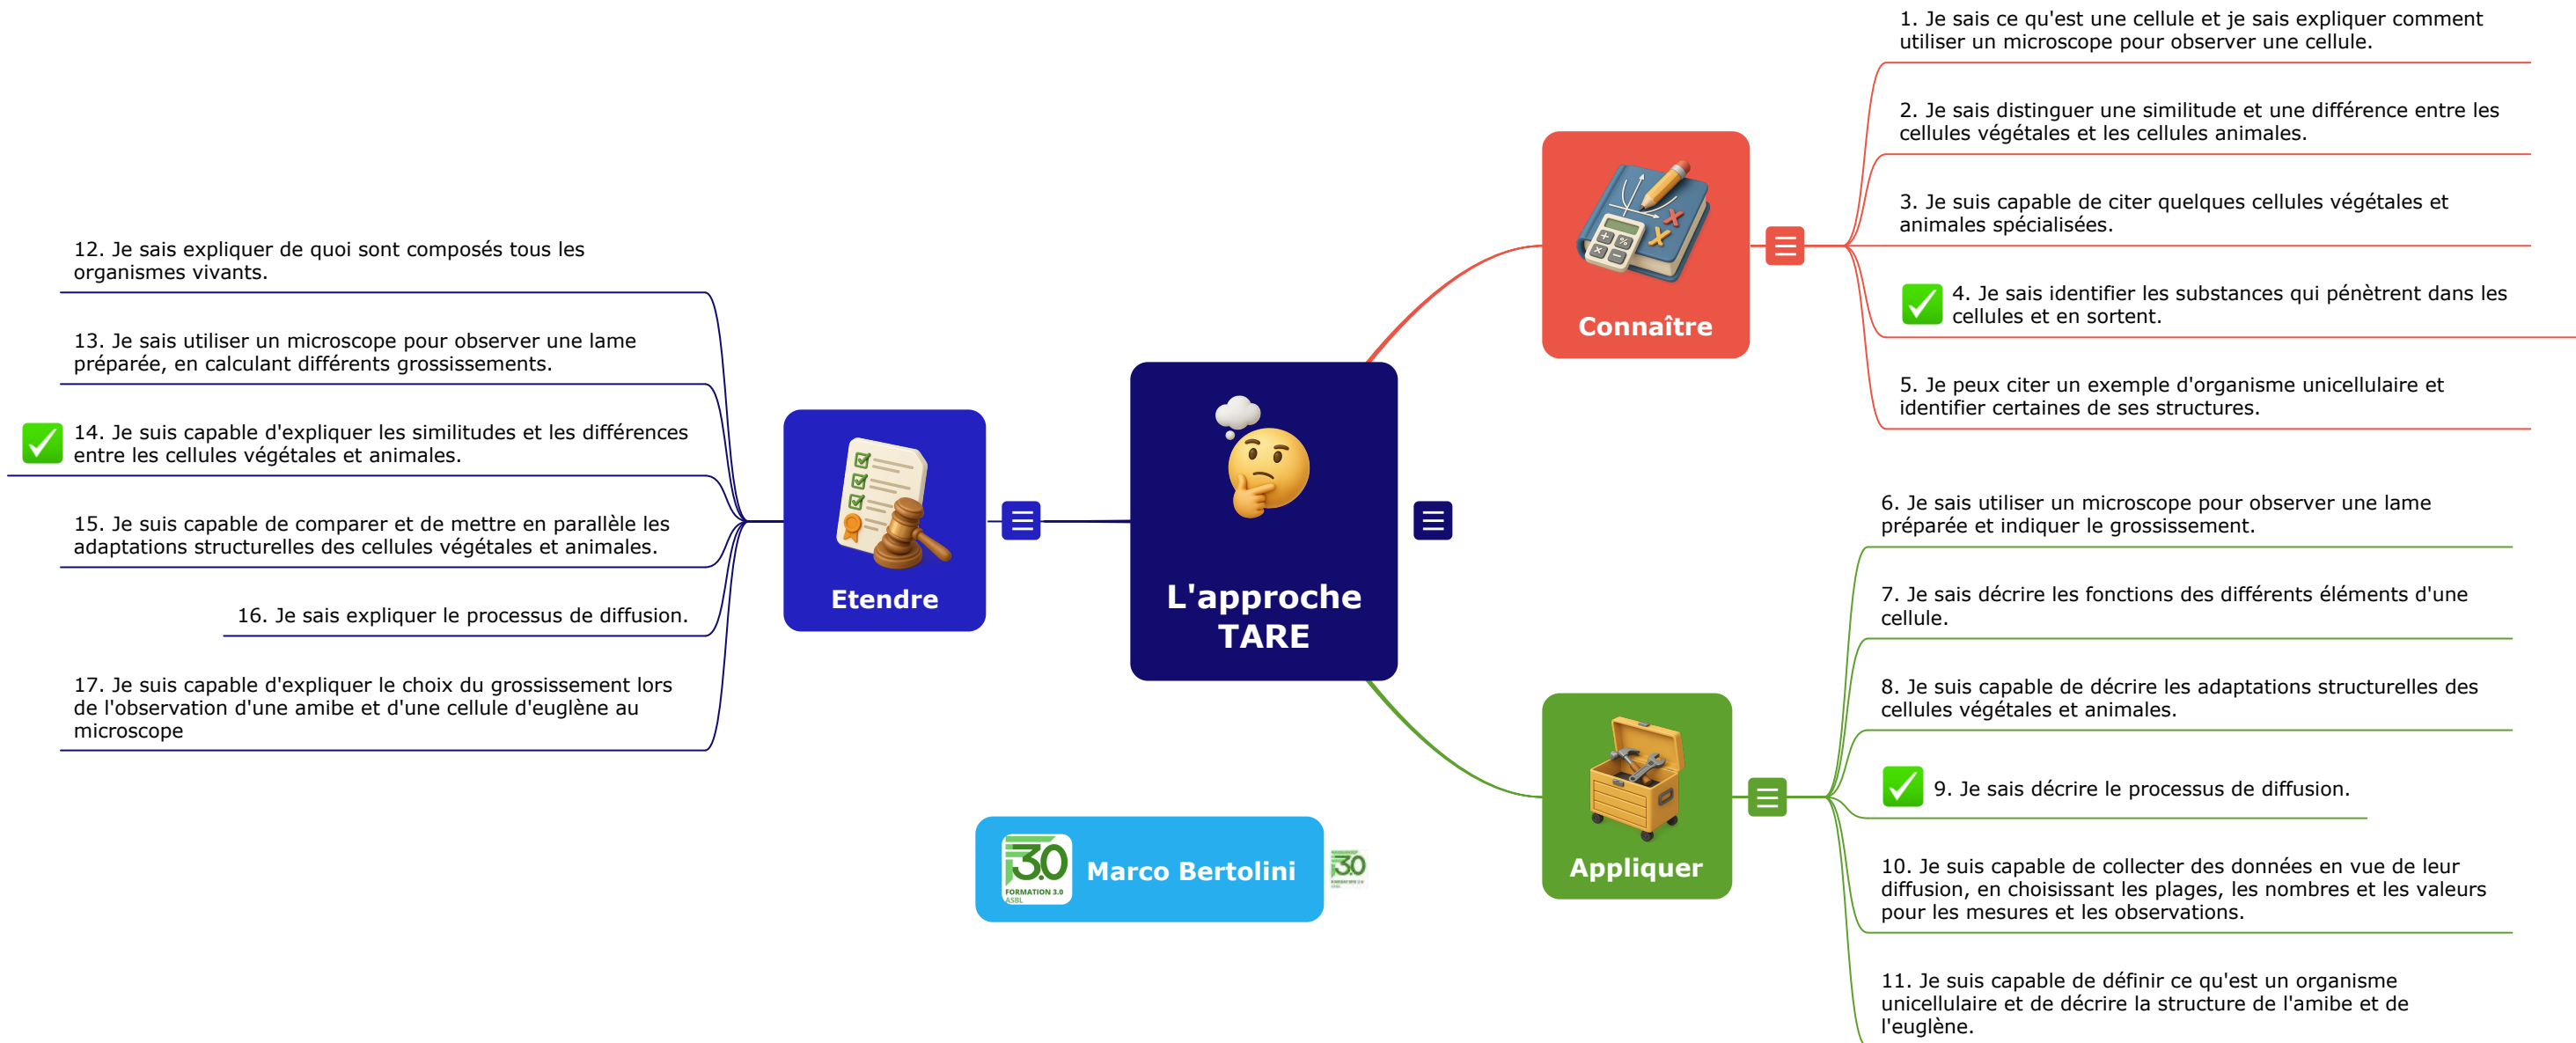 L'approche
TARE
Connaître
1. Je sais ce qu'est une cellule et je sais expliquer comment
utiliser un microscope pour observer une cellule.
2. Je sais distinguer une similitude et une différence entre les
cellules végétales et les cellules animales.
3. Je suis capable de citer quelques cellules végétales et
animales spécialisées.
4. Je sais identifier les substances qui pénètrent dans les
cellules et en sortent.
5. Je peux citer un exemple d'organisme unicellulaire et
identifier certaines de ses structures.
Appliquer
6. Je sais utiliser un microscope pour observer une lame
préparée et indiquer le grossissement.
7. Je sais décrire les fonctions des différents éléments d'une
cellule.
8. Je suis capable de décrire les adaptations structurelles des
cellules végétales et animales.
9. Je sais décrire le processus de diffusion.
10. Je suis capable de collecter des données en vue de leur
diffusion, en choisissant les plages, les nombres et les valeurs
pour les mesures et les observations.
11. Je suis capable de définir ce qu'est un organisme
unicellulaire et de décrire la structure de l'amibe et de
l'euglène.
Etendre
12. Je sais expliquer de quoi sont composés tous les
organismes vivants.
13. Je sais utiliser un microscope pour observer une lame
préparée, en calculant différents grossissements.
14. Je suis capable d'expliquer les similitudes et les différences
entre les cellules végétales et animales.
15. Je suis capable de comparer et de mettre en parallèle les
adaptations structurelles des cellules végétales et animales.
16. Je sais expliquer le processus de diffusion.
17. Je suis capable d'expliquer le choix du grossissement lors
de l'observation d'une amibe et d'une cellule d'euglène au
microscope
3.0
FORMATION 3.0
ASBL
Marco Bertolini
3.0